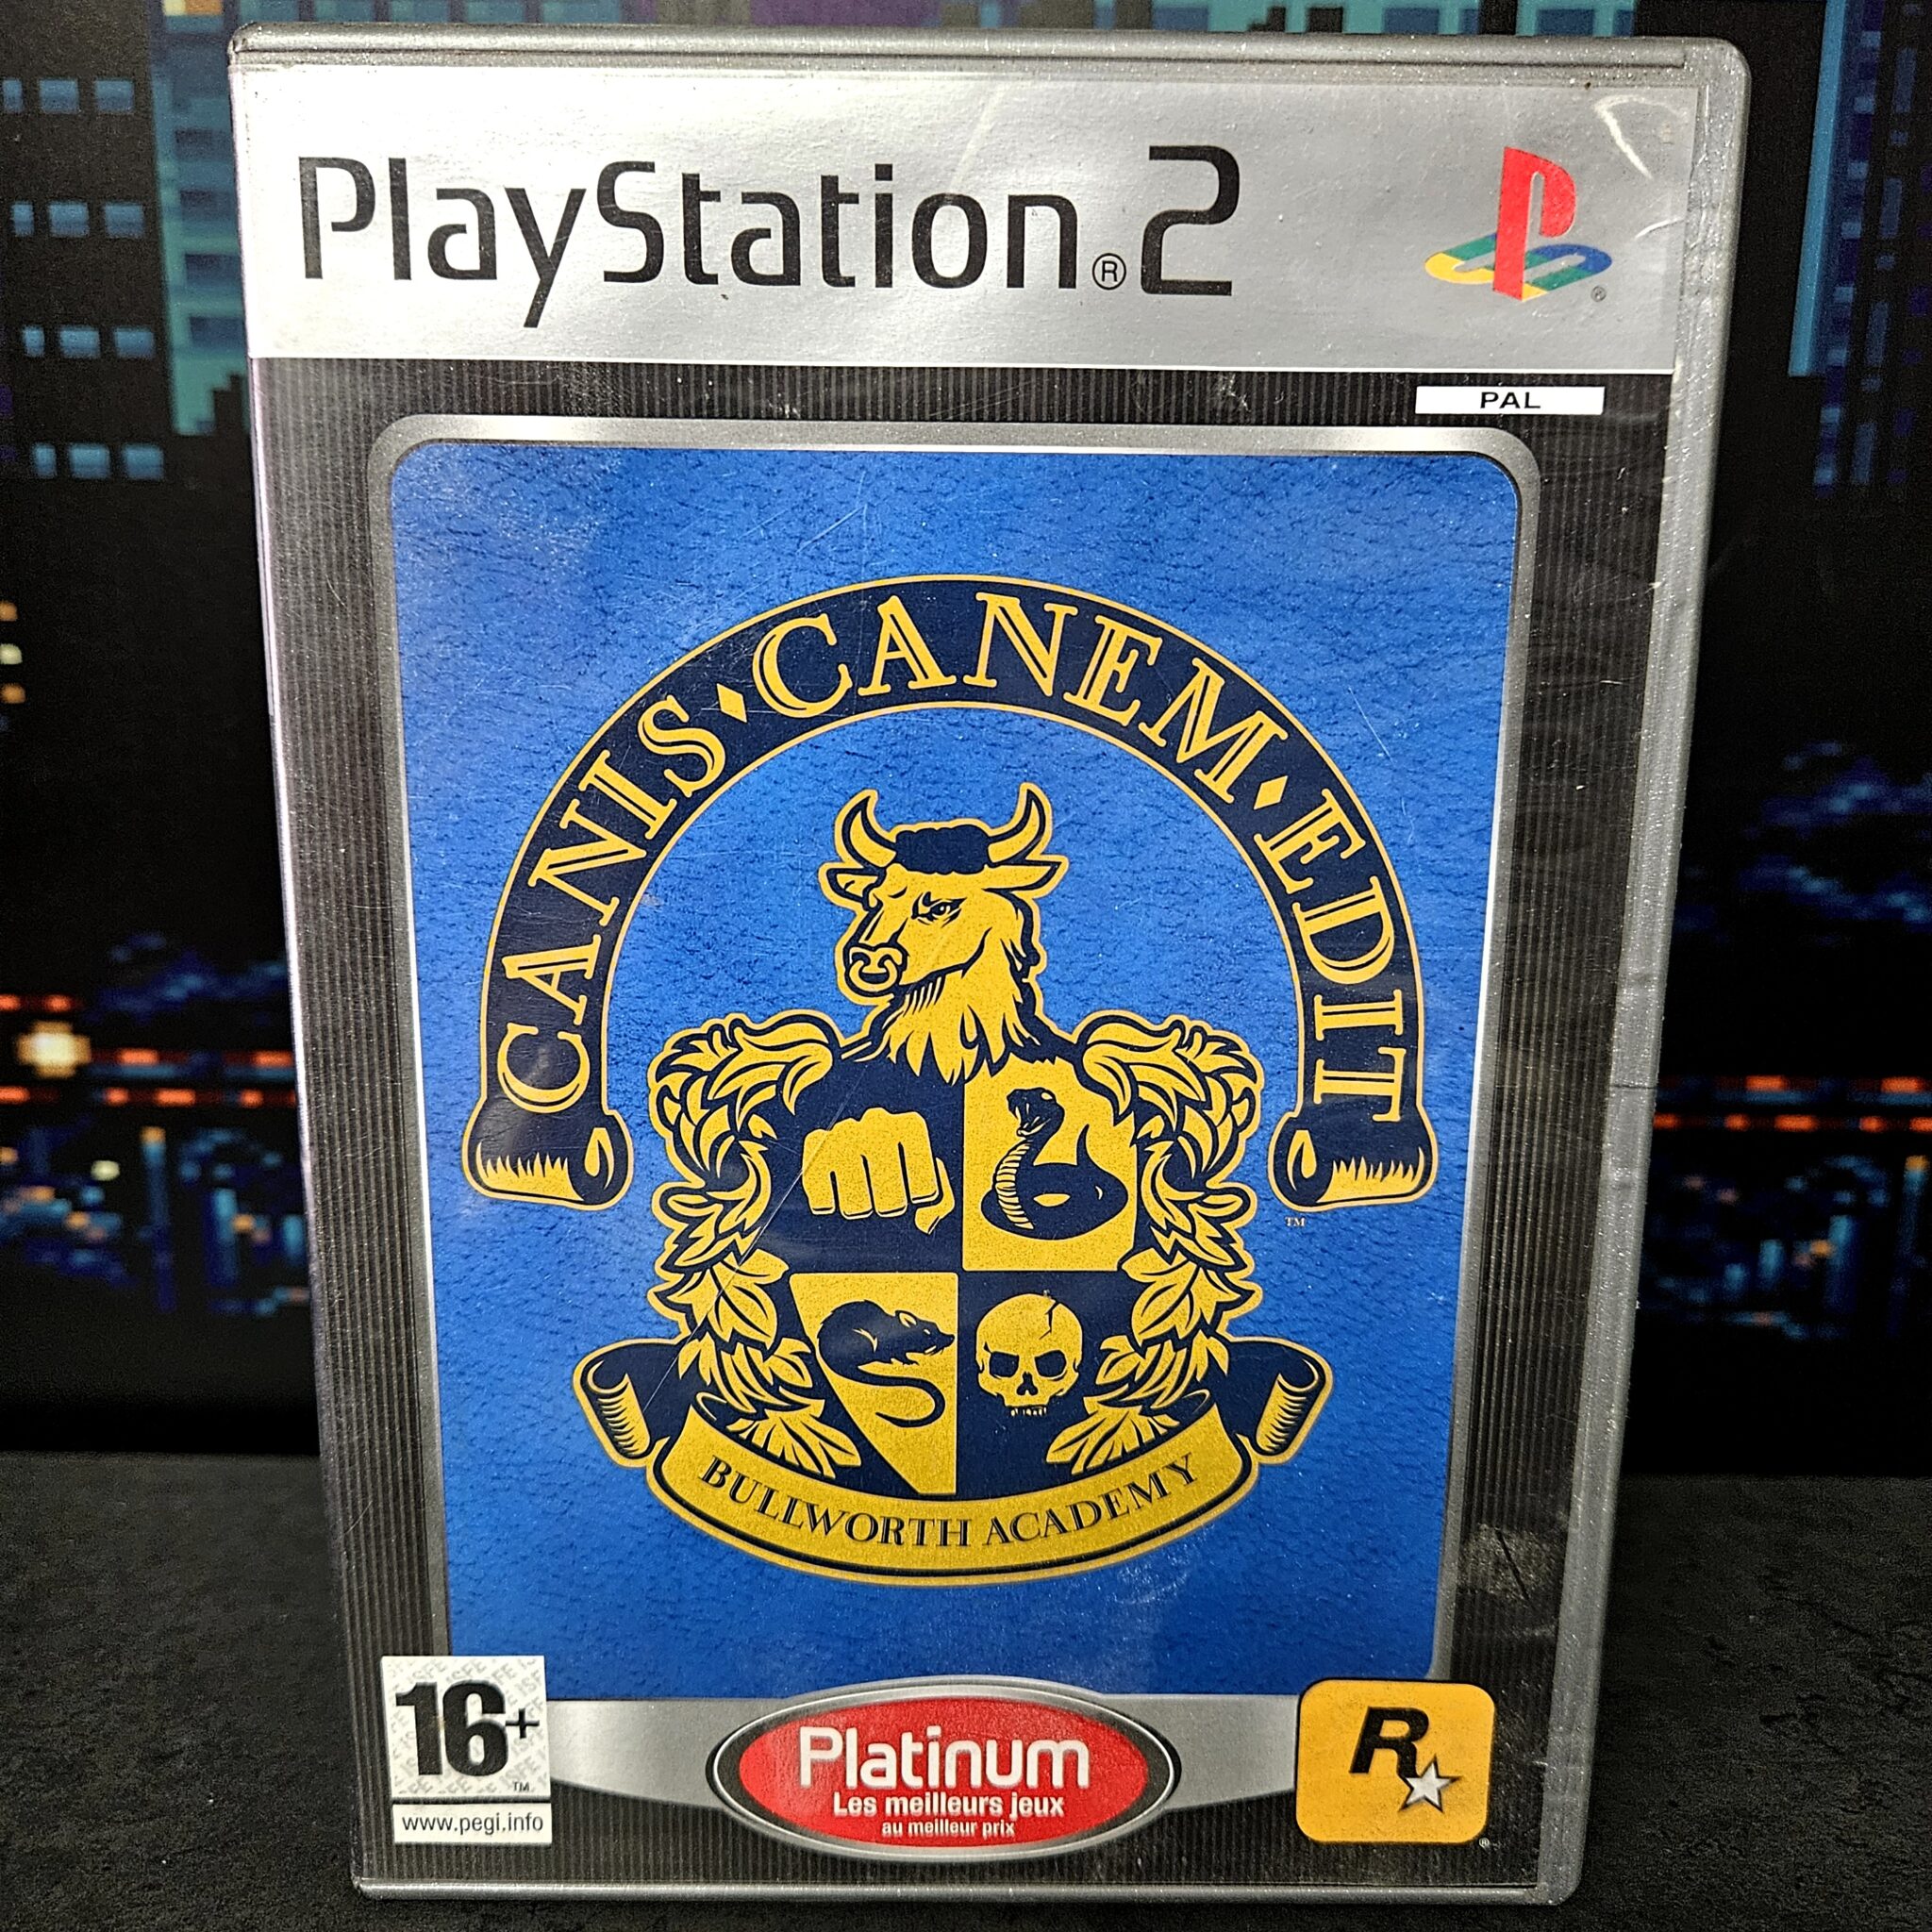 PlayStation®2
PAL
CANIS·CANEM·EDIT
TM
BULLWORTH ACADEMY
16+
TM
www.pegi.info
Platinum
Les meilleurs jeux
au meilleur prix
R
®